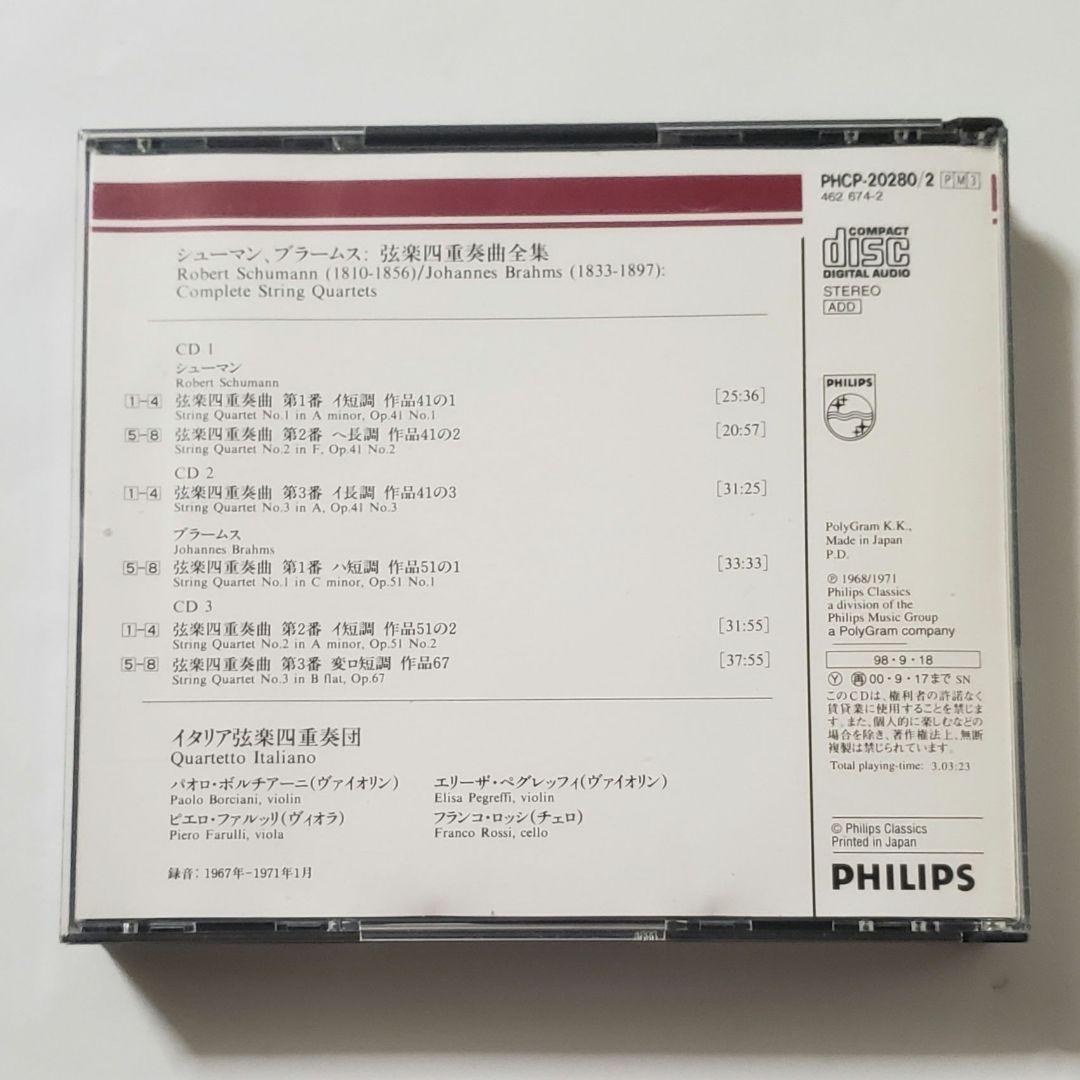 シューマン、ブラームス: 弦楽四重奏曲全集
Robert Schumann (1810-1856)/Johannes Brahms (1833-1897):
Complete String Quartets
CD 1
シューマン
Robert Schumann
1-4 弦楽四重奏曲 第1番 イ短調 作品41の1 [25:36]
String Quartet No.1 in A minor, Op.41 No.1
5-8 弦楽四重奏曲 第2番 ヘ長調 作品41の2 [20:57]
String Quartet No.2 in F, Op.41 No.2
CD 2
1-4 弦楽四重奏曲 第3番 イ長調 作品41の3 [31:25]
String Quartet No.3 in A, Op.41 No.3
ブラームス
Johannes Brahms
5-8 弦楽四重奏曲 第1番 ハ短調 作品51の1 [33:33]
String Quartet No.1 in C minor, Op.51 No.1
CD 3
1-4 弦楽四重奏曲 第2番 イ短調 作品51の2 [31:55]
String Quartet No.2 in A minor, Op.51 No.2
5-8 弦楽四重奏曲 第3番 変ロ短調 作品67 [37:55]
String Quartet No.3 in B flat, Op.67
イタリア弦楽四重奏団
Quartetto Italiano
パオロ・ボルチアーニ(ヴァイオリン) エリーザ・ペグレッフィ(ヴァイオリン)
Paolo Borciani, violin Elisa Pegreffi, violin
ピエロ・ファルッリ(ヴィオラ) フランコ・ロッシ(チェロ)
Piero Farulli, viola Franco Rossi, cello
録音: 1967年-1971年1月
PHCP-20280/2 PM3
462 674-2
COMPACT
disc
DIGITAL AUDIO
STEREO
ADD
PHILIPS
PolyGram K.K.,
Made in Japan
P.D.
℗ 1968/1971
Philips Classics
a division of the
Philips Music Group
a PolyGram company
98・9・18
Ⓨ 再 00・9・17まで SN
このCDは、権利者の許諾なく
賃貸業に使用することを禁じま
す。また、個人的に楽しむなどの
場合を除き、著作権法上、無断
複製は禁じられています。
Total playing-time: 3.03:23
© Philips Classics
Printed in Japan
PHILIPS